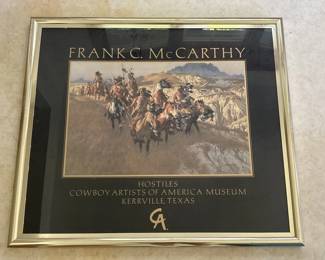 FRANK C. McCARTHY
HOSTILES
COWBOY ARTISTS OF AMERICA MUSEUM
KERRVILLE, TEXAS
CA